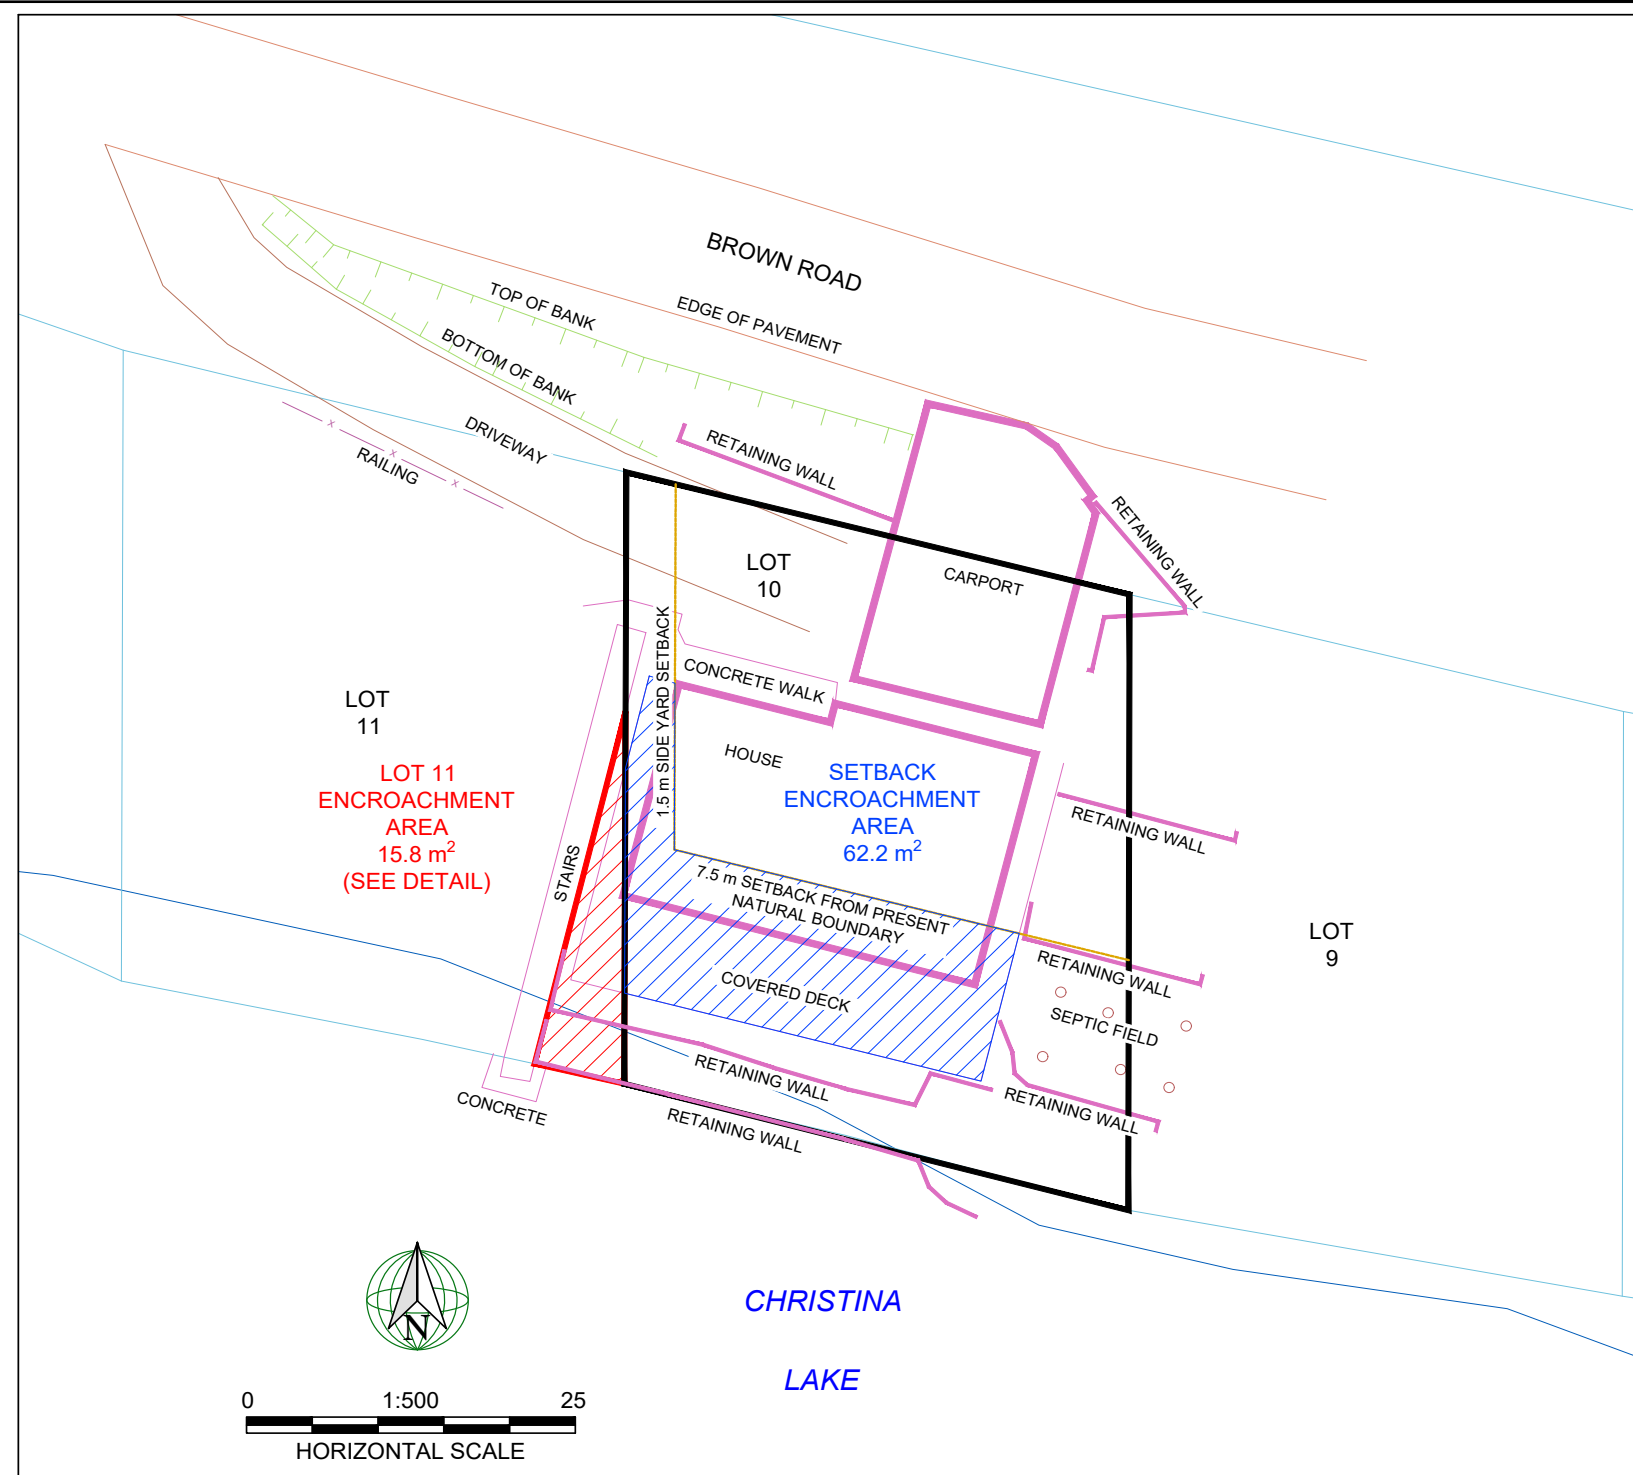 BROWN ROAD
EDGE OF PAVEMENT
TOP OF BANK
BOTTOM OF BANK
DRIVEWAY
RAILING
x
x
x
RETAINING WALL
RETAINING WALL
CARPORT
LOT
10
1.5 m SIDE YARD SETBACK
CONCRETE WALK
HOUSE
LOT
11
LOT 11
ENCROACHMENT
AREA
15.8 m²
(SEE DETAIL)
SETBACK
ENCROACHMENT
AREA
62.2 m²
STAIRS
RETAINING WALL
7.5 m SETBACK FROM PRESENT
NATURAL BOUNDARY
COVERED DECK
LOT
9
RETAINING WALL
SEPTIC FIELD
RETAINING WALL
RETAINING WALL
RETAINING WALL
CONCRETE
N
CHRISTINA
LAKE
0 1:500 25
HORIZONTAL SCALE